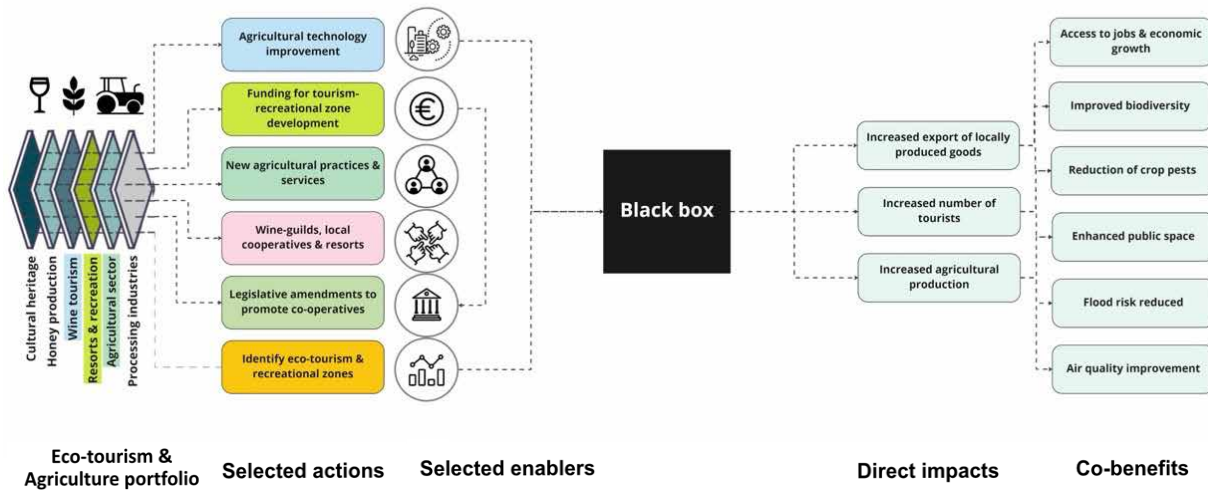 Agricultural technology
improvement
Funding for tourism-
recreational zone
development
New agricultural practices &
services
Wine-guilds, local
cooperatives & resorts
Legislative amendments to
promote co-operatives
Identify eco-tourism &
recreational zones
Cultural heritage
Honey production
Wine tourism
Resorts & recreation
Agricultural sector
Processing industries
€
Black box
Increased export of locally
produced goods
Increased number of
tourists
Increased agricultural
production
Access to jobs & economic
growth
Improved biodiversity
Reduction of crop pests
Enhanced public space
Flood risk reduced
Air quality improvement
Eco-tourism &
Agriculture portfolio
Selected actions
Selected enablers
Direct impacts
Co-benefits